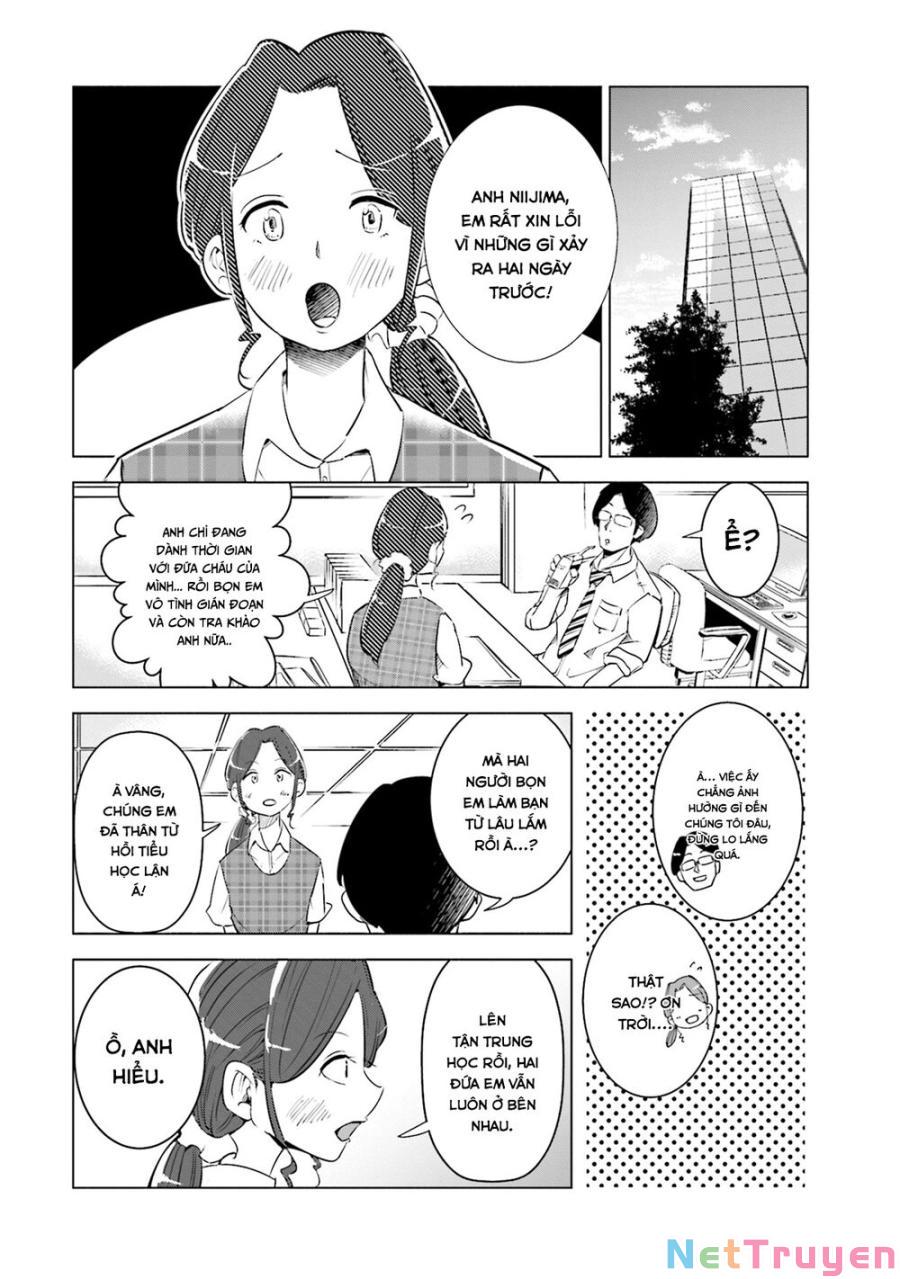 ANH NIIJIMA,
EM RẤT XIN LỖI
VÌ NHỮNG GÌ XẢY
RA HAI NGÀY
TRƯỚC!
Ể?
ANH CHỈ ĐANG
DÀNH THỜI GIAN
VỚI ĐỨA CHÁU CỦA
MÌNH... RỒI BỌN EM
VÔ TÌNH GIÁN ĐOẠN
VÀ CÒN TRA KHẢO
ANH NỮA..
À... VIỆC ẤY
CHẲNG ẢNH
HƯỞNG GÌ ĐẾN
CHÚNG TÔI ĐÂU,
ĐỪNG LO LẮNG
QUÁ.
THẬT
SAO!? ƠN
TRỜI....
MÀ HAI
NGƯỜI BỌN
EM LÀM BẠN
TỪ LÂU LẮM
RỒI À...?
À VÂNG,
CHÚNG EM
ĐÃ THÂN TỪ
HỒI TIỂU
HỌC LẬN
Á!
LÊN
TẬN TRUNG
HỌC RỒI, HAI
ĐỨA EM VẪN
LUÔN Ở BÊN
NHAU.
Ồ, ANH
HIỂU.
NetTruyen